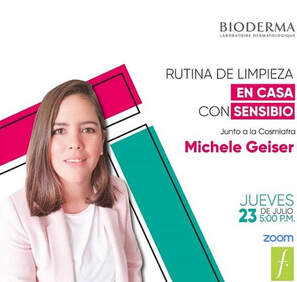 BIODERMA
LABORATOIRE DERMATOLOGIQUE
RUTINA DE LIMPIEZA
EN CASA
CON SENSIBIO
Junto a la Cosmiatra
Michele Geiser
JUEVES
23 DE JULIO
5:00 P.M.
zoom
f.